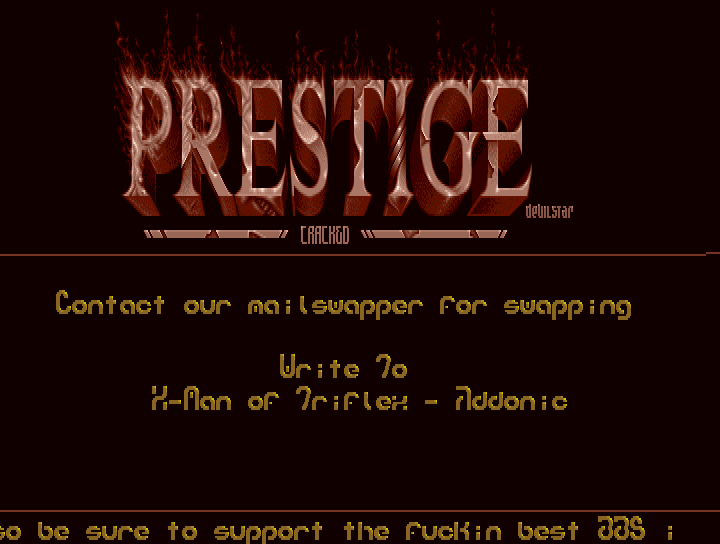 PRESTIGE
devilstar
CRACKED
Contact our mailswapper for swapping
Write To
X-Man of Triflex - Addonic
so be sure to support the fuckin best BBS i